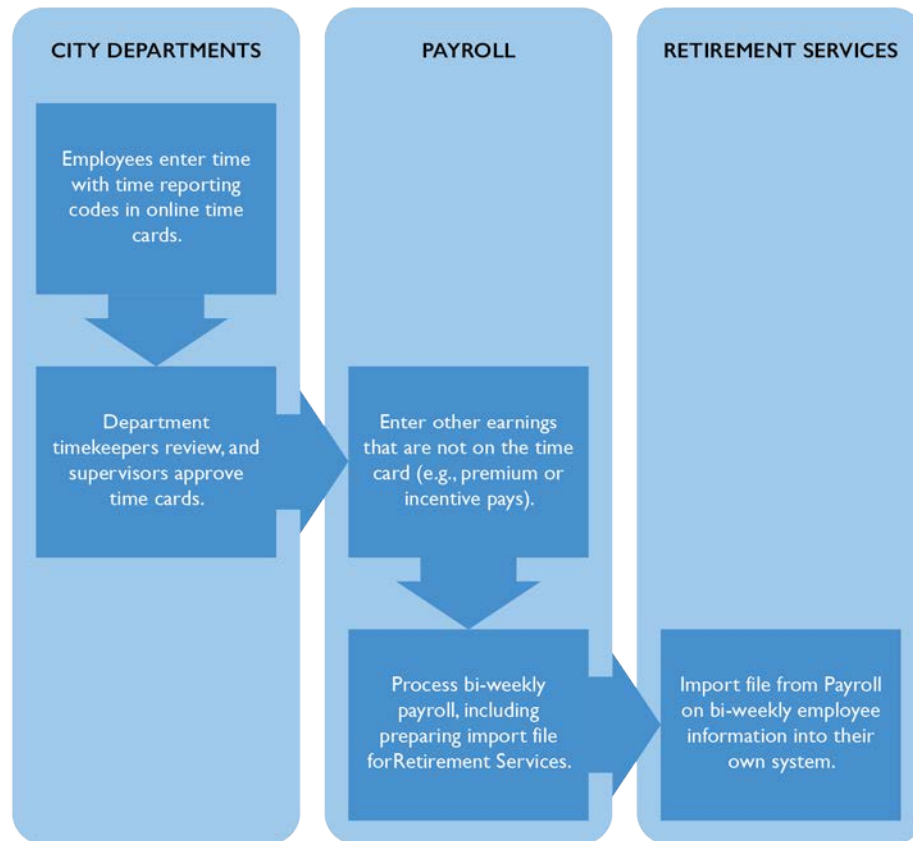 CITY DEPARTMENTS
Employees enter time
with time reporting
codes in online time
cards.
Department
timekeepers review, and
supervisors approve
time cards.
PAYROLL
Enter other earnings
that are not on the time
card (e.g., premium or
incentive pays).
Process bi-weekly
payroll, including
preparing import file
forRetirement Services.
RETIREMENT SERVICES
Import file from Payroll
on bi-weekly employee
information into their
own system.